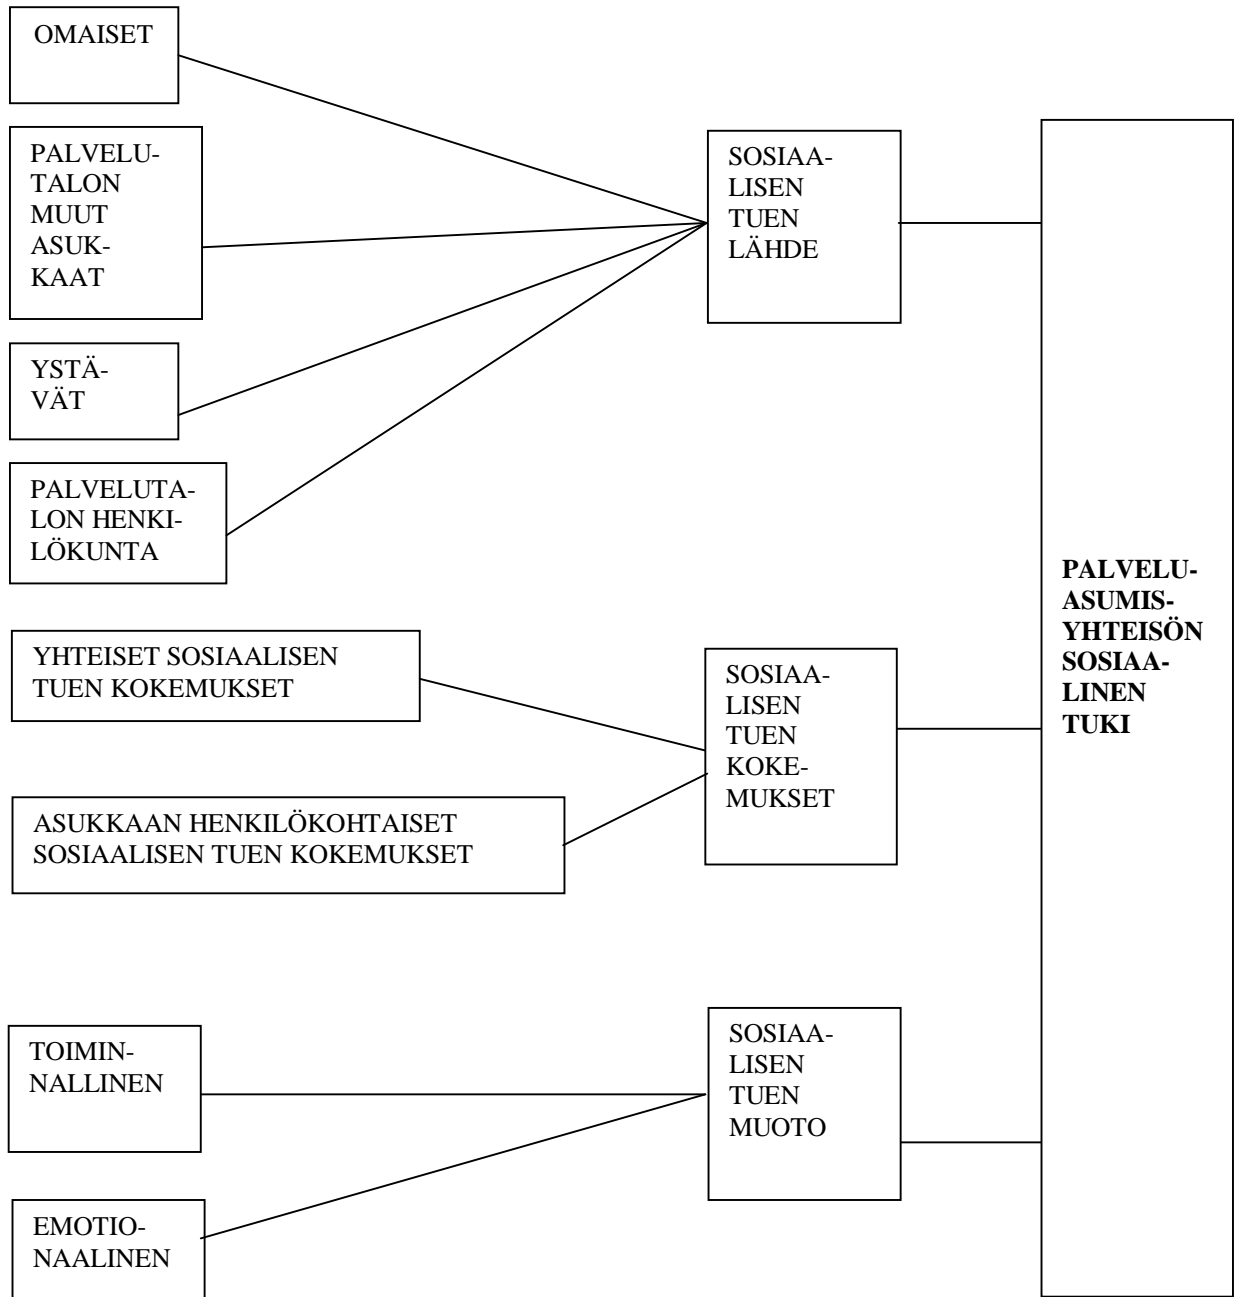 OMAISET
PALVELU-
TALON
MUUT
ASUK-
KAAT
YSTÄ-
VÄT
PALVELUTA-
LON HENKI-
LÖKUNTA
SOSIAA-
LISEN
TUEN
LÄHDE
YHTEISET SOSIAALISEN
TUEN KOKEMUKSET
ASUKKAAN HENKILÖKOHTAISET
SOSIAALISEN TUEN KOKEMUKSET
SOSIAA-
LISEN
TUEN
KOKE-
MUKSET
TOIMIN-
NALLINEN
EMOTIO-
NAALINEN
SOSIAA-
LISEN
TUEN
MUOTO
PALVELU-
ASUMIS-
YHTEISÖN
SOSIAA-
LINEN
TUKI